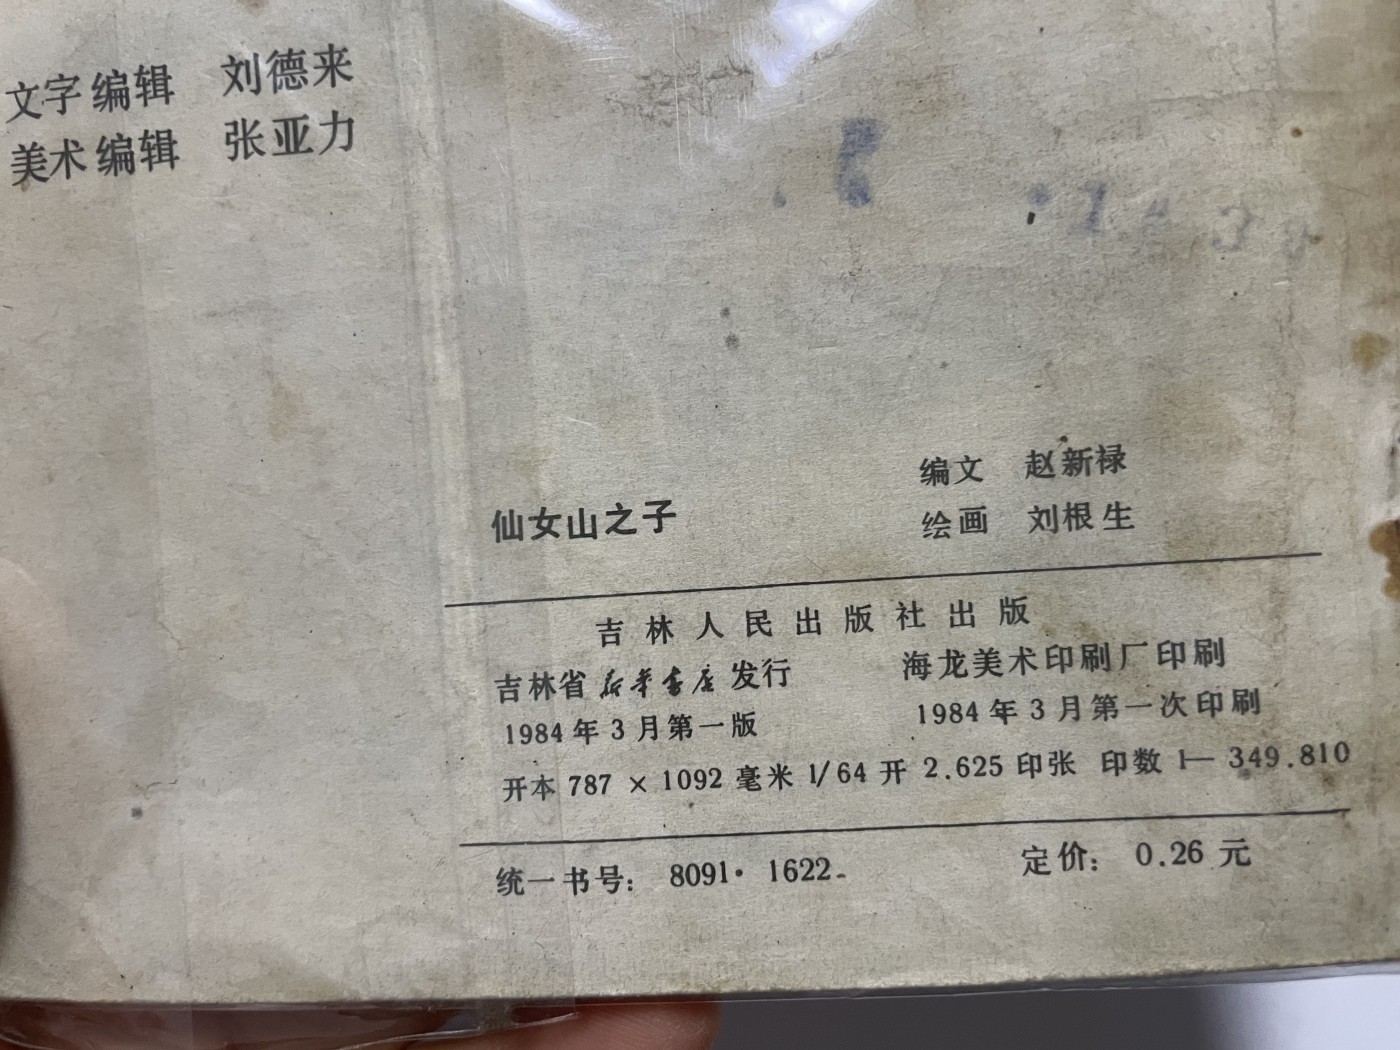 文字编辑 刘德来
美术编辑 张亚力
仙女山之子
编文 赵新禄
绘画 刘根生
吉林人民出版社出版
吉林省新华书店发行 海龙美术印刷厂印刷
1984年3月第一版 1984年3月第一次印刷
开本 787 × 1092 毫米 1/64 开 2.625 印张 印数 1—349.810
统一书号: 8091·1622 定价: 0.26 元